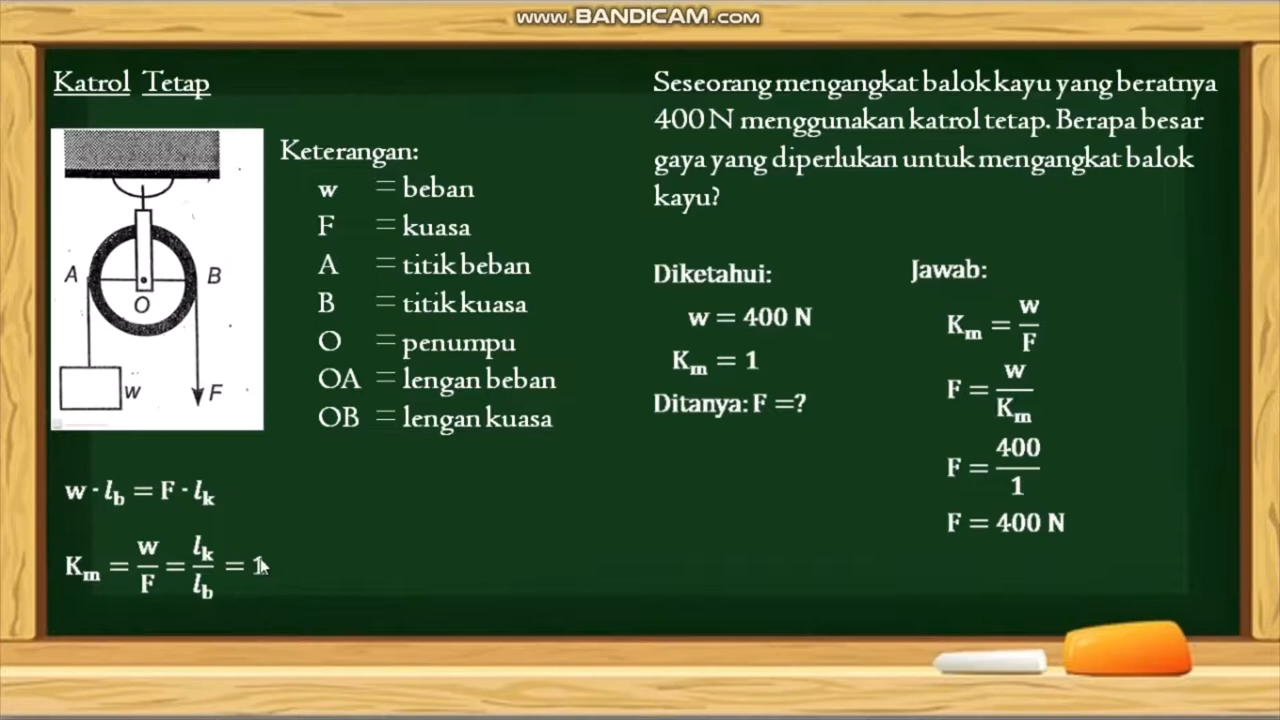 www.BANDICAM.com
Katrol Tetap
A
B
O
w
F
Keterangan:
w = beban
F = kuasa
A = titik beban
B = titik kuasa
O = penumpu
OA = lengan beban
OB = lengan kuasa
w · l_b = F · l_k
K_m = w/F = l_k/l_b = 1
Seseorang mengangkat balok kayu yang beratnya
400 N menggunakan katrol tetap. Berapa besar
gaya yang diperlukan untuk mengangkat balok
kayu?
Diketahui:
w = 400 N
K_m = 1
Ditanya: F =?
Jawab:
K_m = w/F
F = w/K_m
F = 400/1
F = 400 N